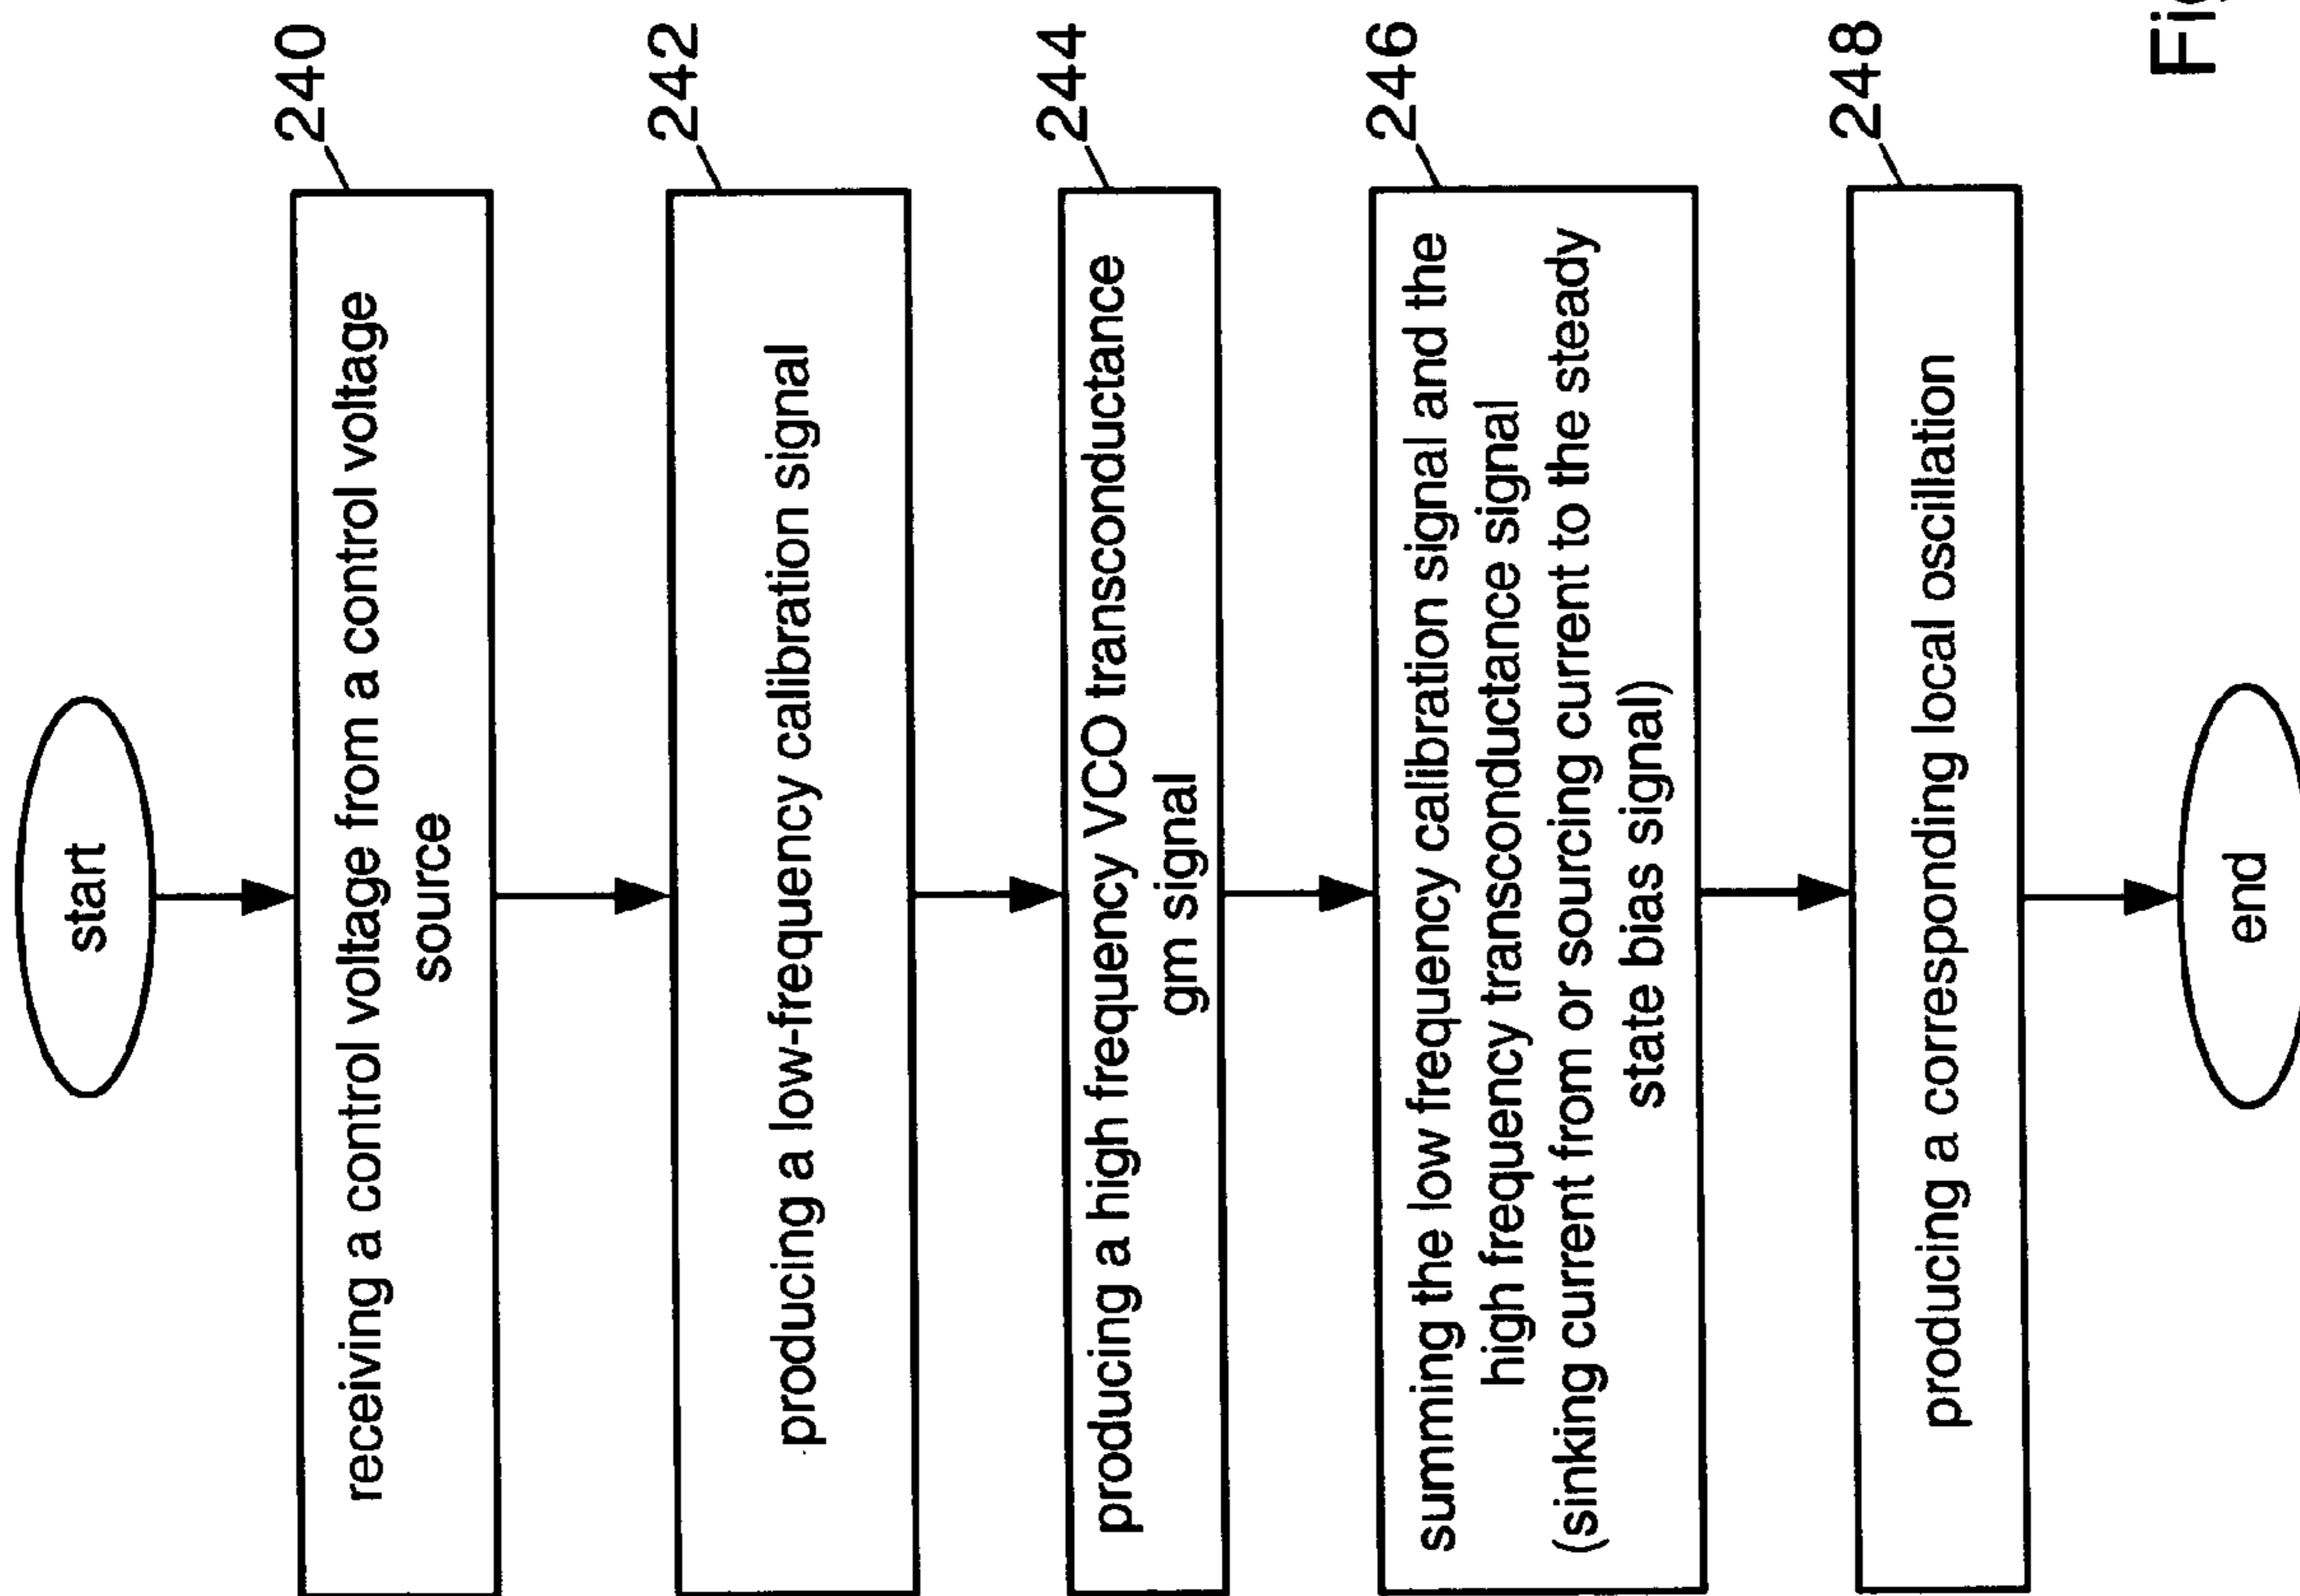 start
240
receiving a control voltage from a control voltage
source
242
producing a low-frequency calibration signal
244
producing a high frequency VCO transconductance
gm signal
246
summing the low frequency calibration signal and the
high frequency transconductance signal
(sinking current from or sourcing current to the steady
state bias signal)
248
producing a corresponding local oscillation
end